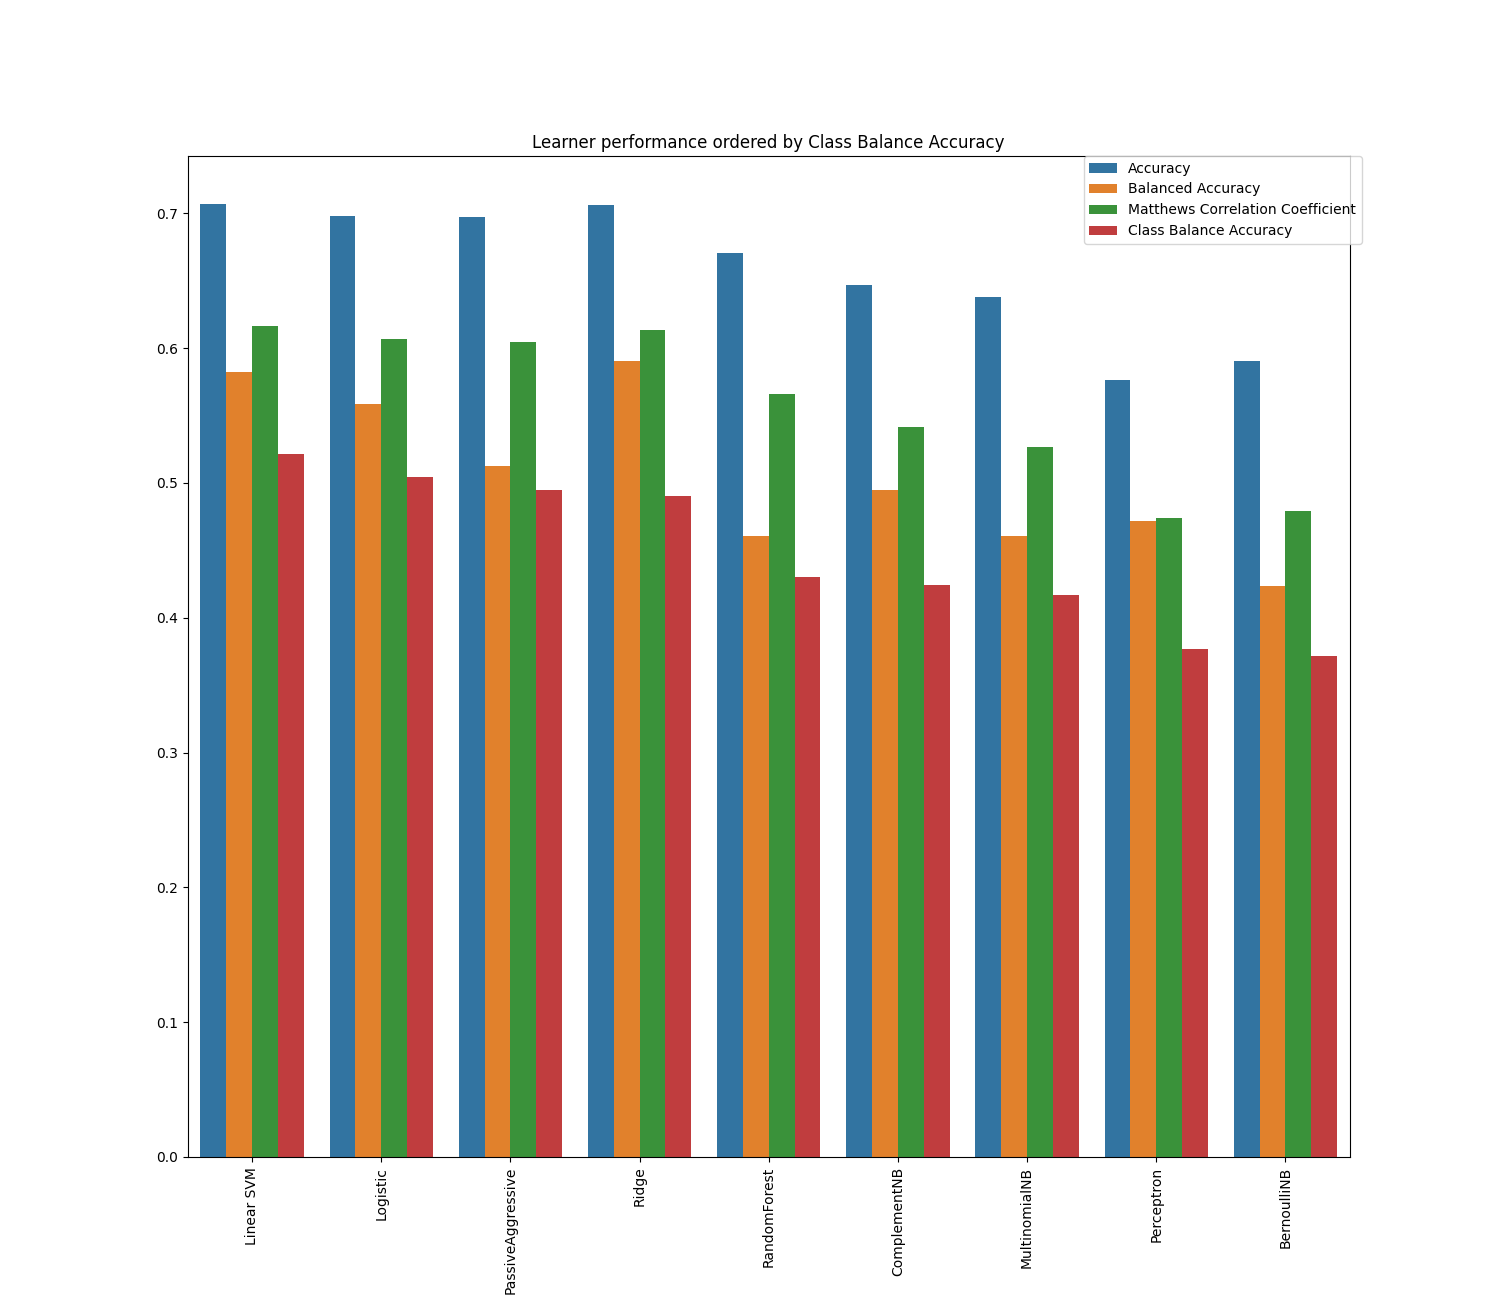 Learner performance ordered by Class Balance Accuracy
Accuracy
Balanced Accuracy
Matthews Correlation Coefficient
Class Balance Accuracy
0.7
0.6
0.5
0.4
0.3
0.2
0.1
0.0
Linear SVM
Logistic
PassiveAggressive
Ridge
RandomForest
ComplementNB
MultinomialNB
Perceptron
BernoulliNB